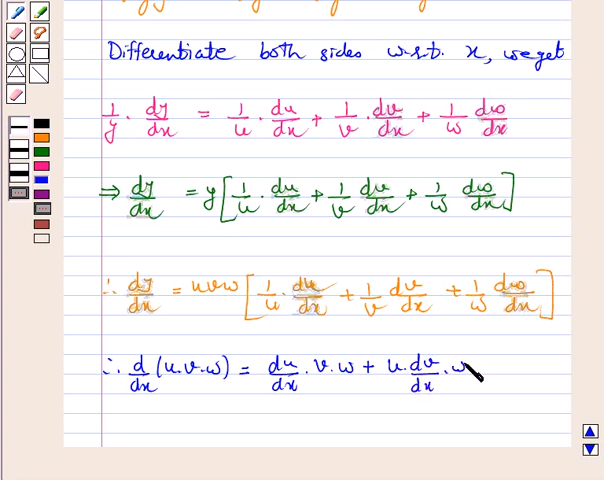 Differentiate both sides w.r.t. x, we get
1/y · dy/dx = 1/u · du/dx + 1/v · dv/dx + 1/w dw/dx
⇒ dy/dx = y[1/u · du/dx + 1/v · dv/dx + 1/w dw/dx]
∴ dy/dx = uvw[1/u · du/dx + 1/v dv/dx + 1/w dw/dx]
∴ d/dx (u.v.w) = du/dx . v.w + u. dv/dx . w